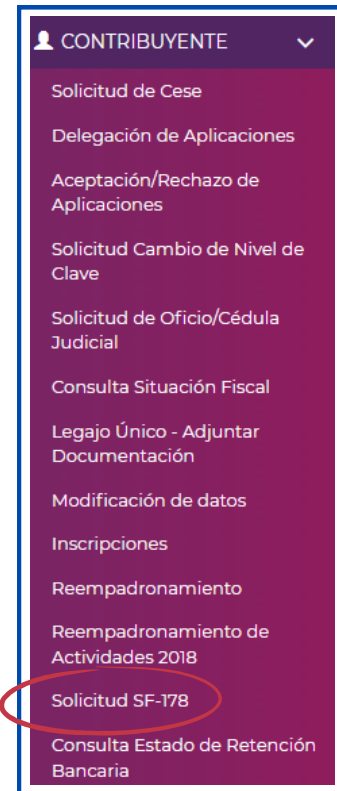 CONTRIBUYENTE
Solicitud de Cese
Delegación de Aplicaciones
Aceptación/Rechazo de
Aplicaciones
Solicitud Cambio de Nivel de
Clave
Solicitud de Oficio/Cédula
Judicial
Consulta Situación Fiscal
Legajo Único - Adjuntar
Documentación
Modificación de datos
Inscripciones
Reempadronamiento
Reempadronamiento de
Actividades 2018
Solicitud SF-178
Consulta Estado de Retención
Bancaria